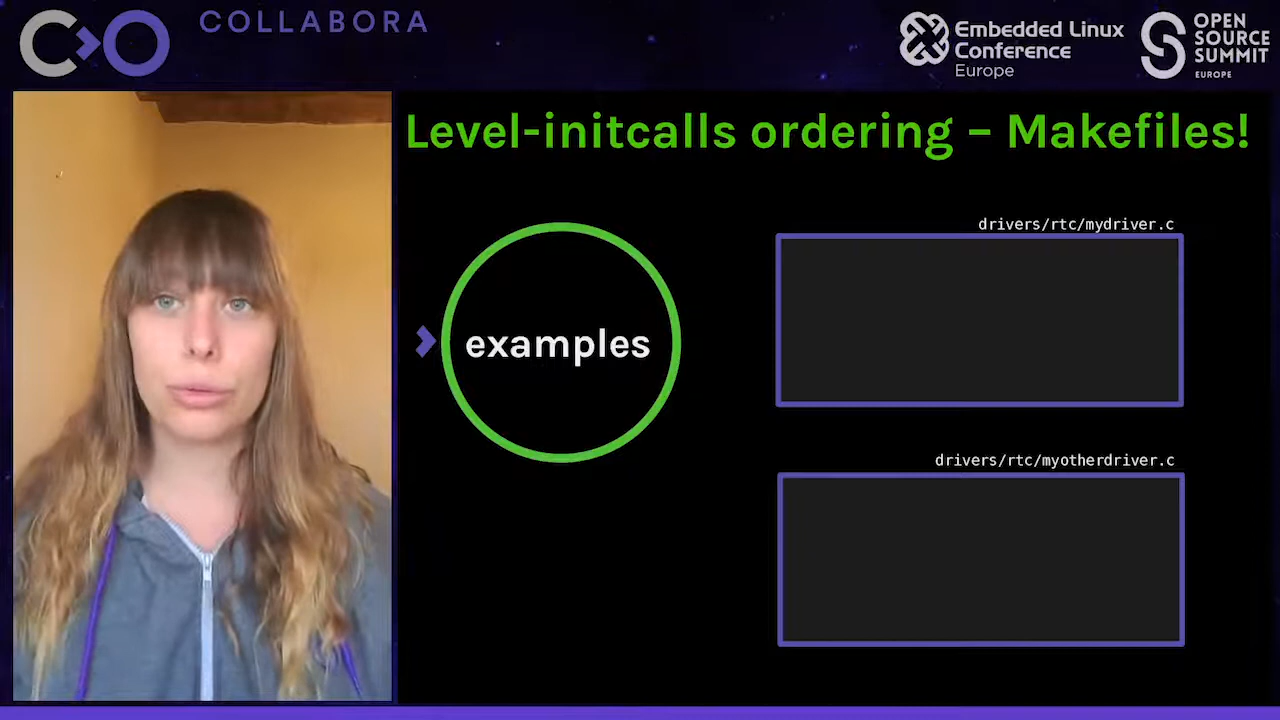 COLLABORA
Embedded Linux
Conference
Europe
OPEN
SOURCE
SUMMIT
EUROPE
Level-initcalls ordering – Makefiles!
examples
drivers/rtc/mydriver.c
drivers/rtc/myotherdriver.c